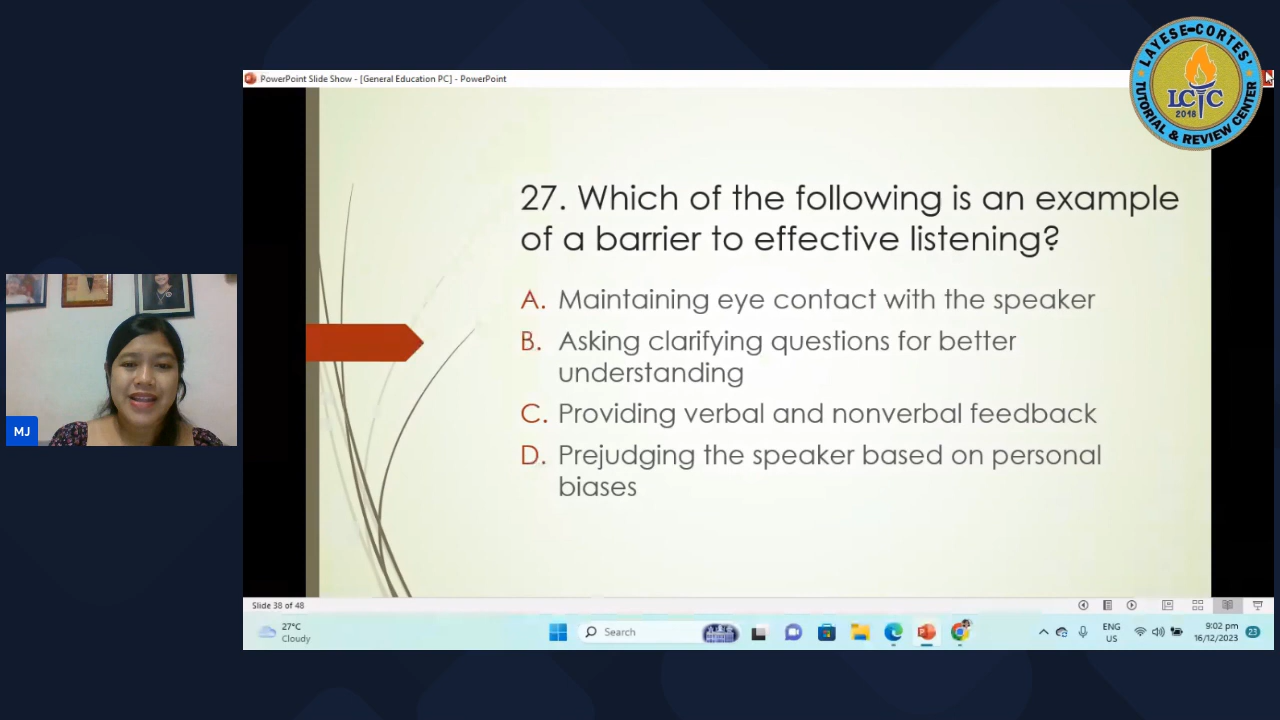 LAYESE-CORTES'
LCTC
2018
TUTORIAL & REVIEW CENTER
PowerPoint Slide Show - [General Education PC] - PowerPoint
27. Which of the following is an example
of a barrier to effective listening?
A. Maintaining eye contact with the speaker
B. Asking clarifying questions for better
understanding
C. Providing verbal and nonverbal feedback
D. Prejudging the speaker based on personal
biases
MJ
Slide 38 of 48
27°C
Cloudy
Search
ENG
US
9:02 pm
16/12/2023
23